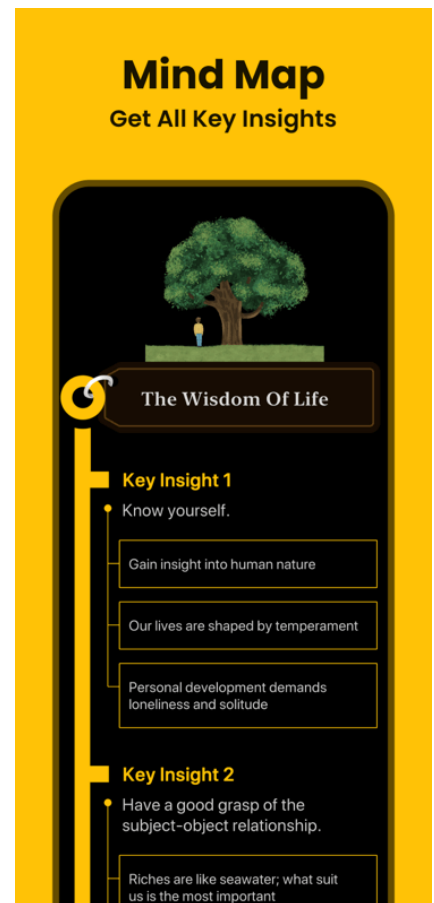 Mind Map
Get All Key Insights
The Wisdom Of Life
Key Insight 1
Know yourself.
Gain insight into human nature
Our lives are shaped by temperament
Personal development demands
loneliness and solitude
Key Insight 2
Have a good grasp of the
subject-object relationship.
Riches are like seawater; what suit
us is the most important